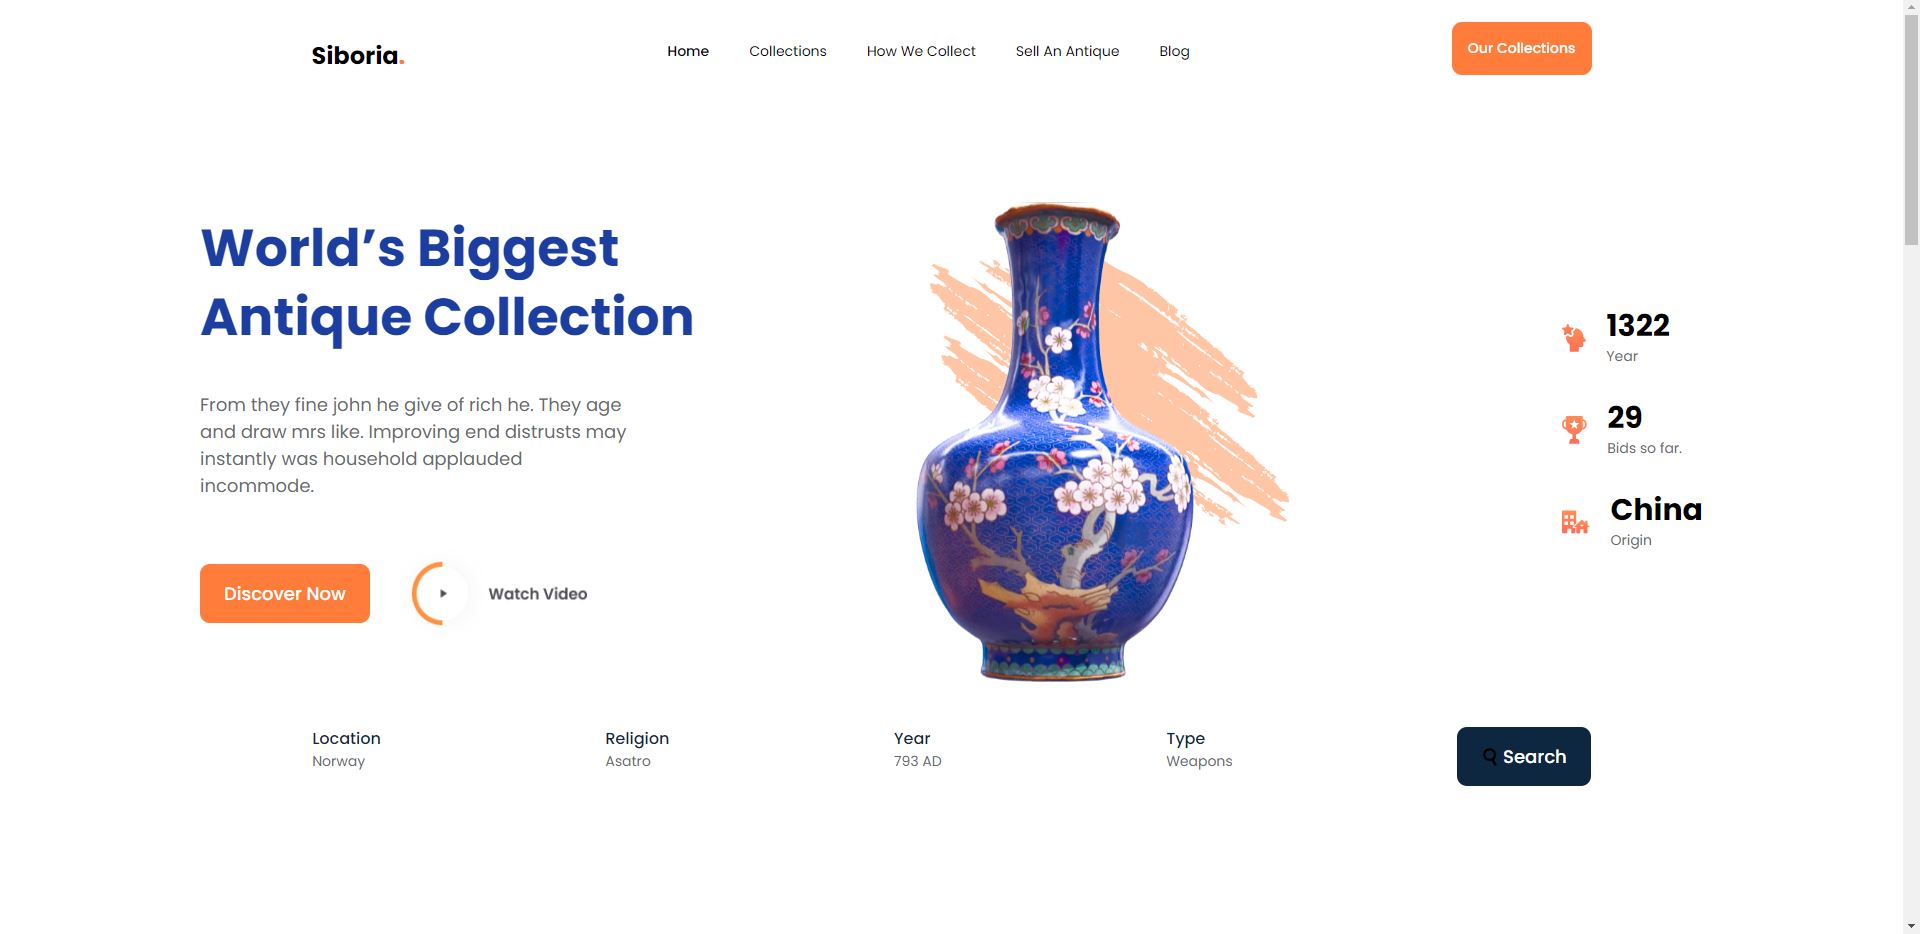 Siboria.
Home Collections How We Collect Sell An Antique Blog
Our Collections
World’s Biggest
Antique Collection
From they fine john he give of rich he. They age
and draw mrs like. Improving end distrusts may
instantly was household applauded
incommode.
Discover Now
Watch Video
1322
Year
29
Bids so far.
China
Origin
Location
Norway
Religion
Asatro
Year
793 AD
Type
Weapons
Search